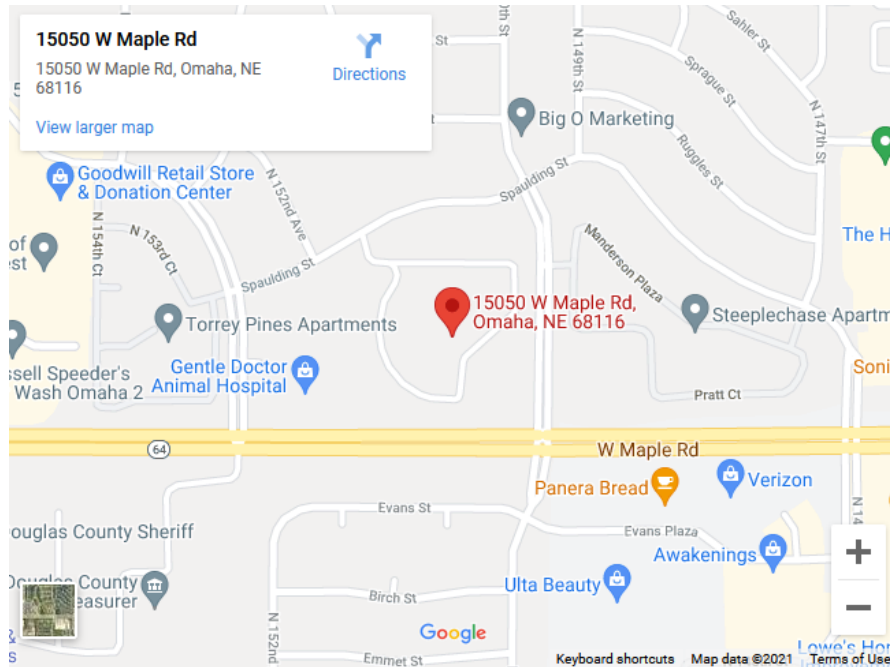 15050 W Maple Rd
15050 W Maple Rd, Omaha, NE
68116
Directions
View larger map
St
Sahler St
N 149th St
Sprague St
N 147th St
Big O Marketing
Ruggles St
Goodwill Retail Store
& Donation Center
N 152nd Ave
Spaulding St
N 154th Ct
N 153rd Ct
Manderson Plaza
The H
Spaulding St
15050 W Maple Rd,
Omaha, NE 68116
Torrey Pines Apartments
Steeplechase Apartm
ssell Speeder's
Wash Omaha 2
Gentle Doctor
Animal Hospital
Soni
Pratt Ct
64
W Maple Rd
Panera Bread
Verizon
Evans St
Evans Plaza
ouglas County Sheriff
Awakenings
N 14
Douglas County
easurer
Ulta Beauty
Birch St
N 152nd
Google
Emmet St
Lowe's Ho
Keyboard shortcuts
Map data ©2021
Terms of Use